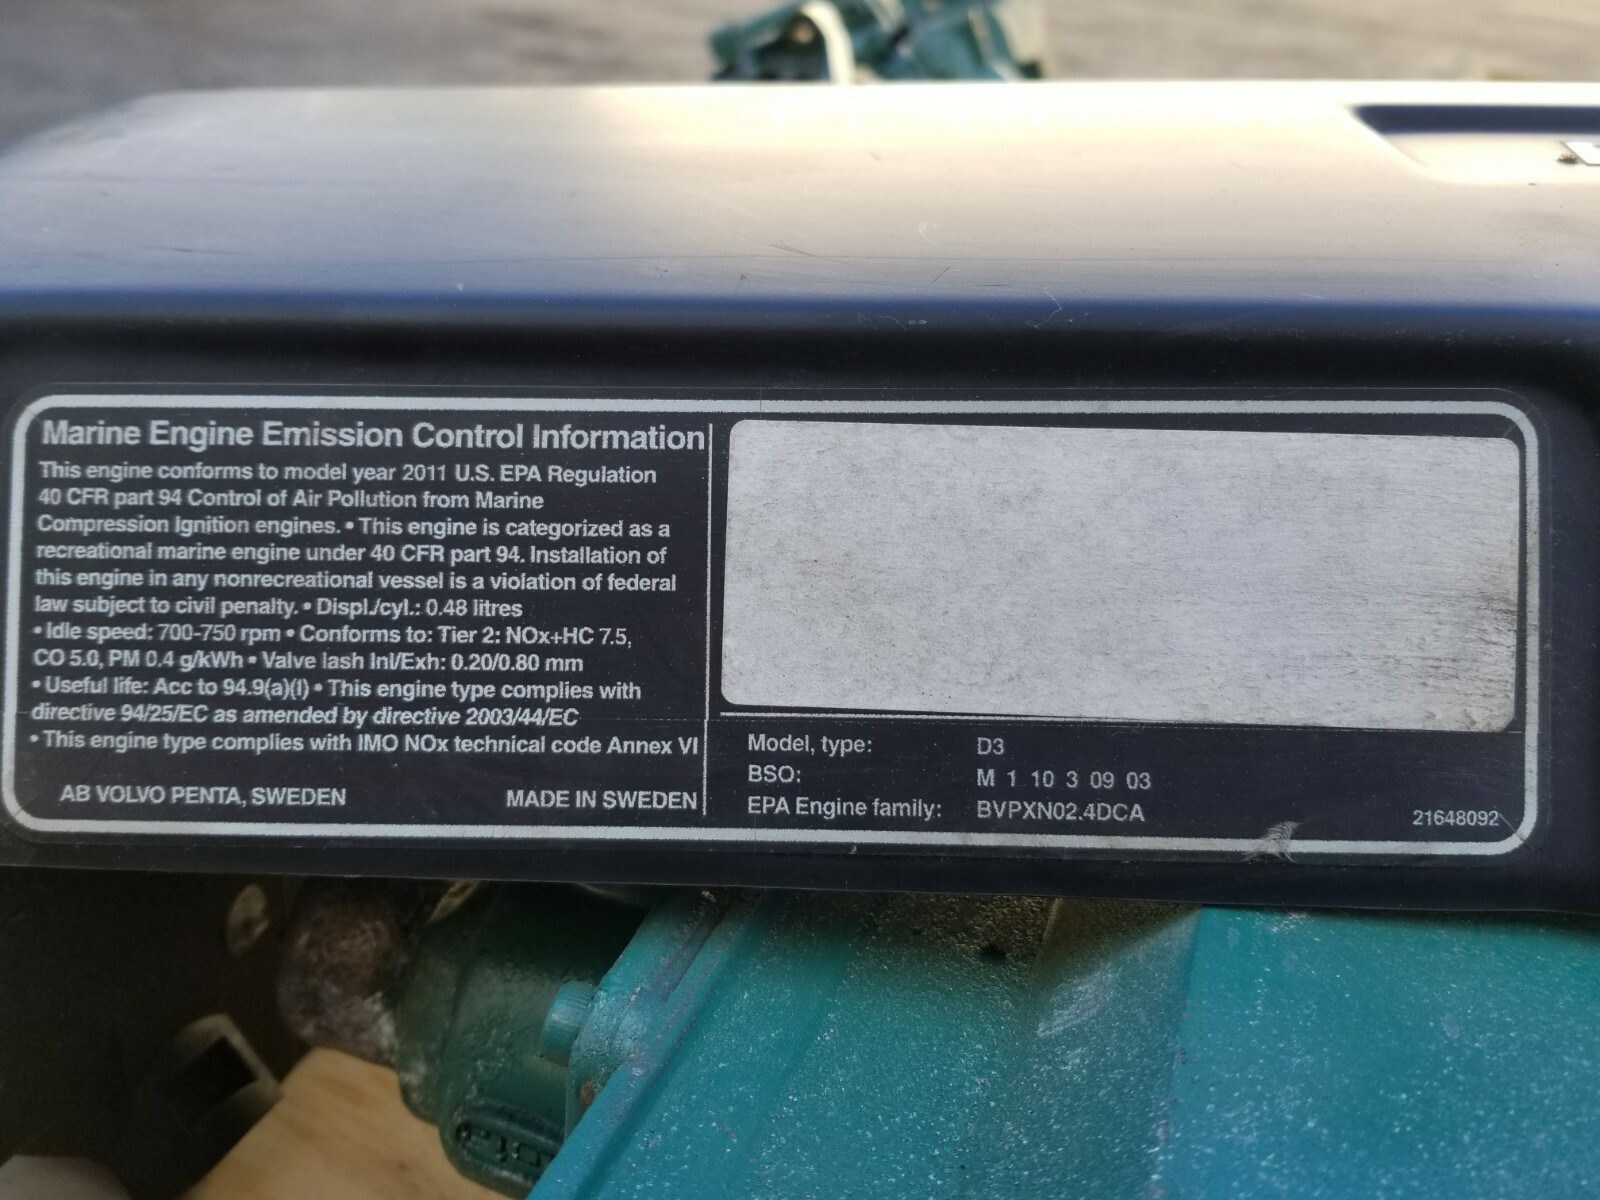 Marine Engine Emission Control Information
This engine conforms to model year 2011 U.S. EPA Regulation
40 CFR part 94 Control of Air Pollution from Marine
Compression Ignition engines. • This engine is categorized as a
recreational marine engine under 40 CFR part 94. Installation of
this engine in any nonrecreational vessel is a violation of federal
law subject to civil penalty. • Displ./cyl.: 0.48 litres
• Idle speed: 700-750 rpm • Conforms to: Tier 2: NOx+HC 7.5,
CO 5.0, PM 0.4 g/kWh • Valve lash Inl/Exh: 0.20/0.80 mm
• Useful life: Acc to 94.9(a)(1) • This engine type complies with
directive 94/25/EC as amended by directive 2003/44/EC
• This engine type complies with IMO NOx technical code Annex VI
AB VOLVO PENTA, SWEDEN MADE IN SWEDEN
Model, type: D3
BSO: M 1 10 3 09 03
EPA Engine family: BVPXN02.4DCA
21648092